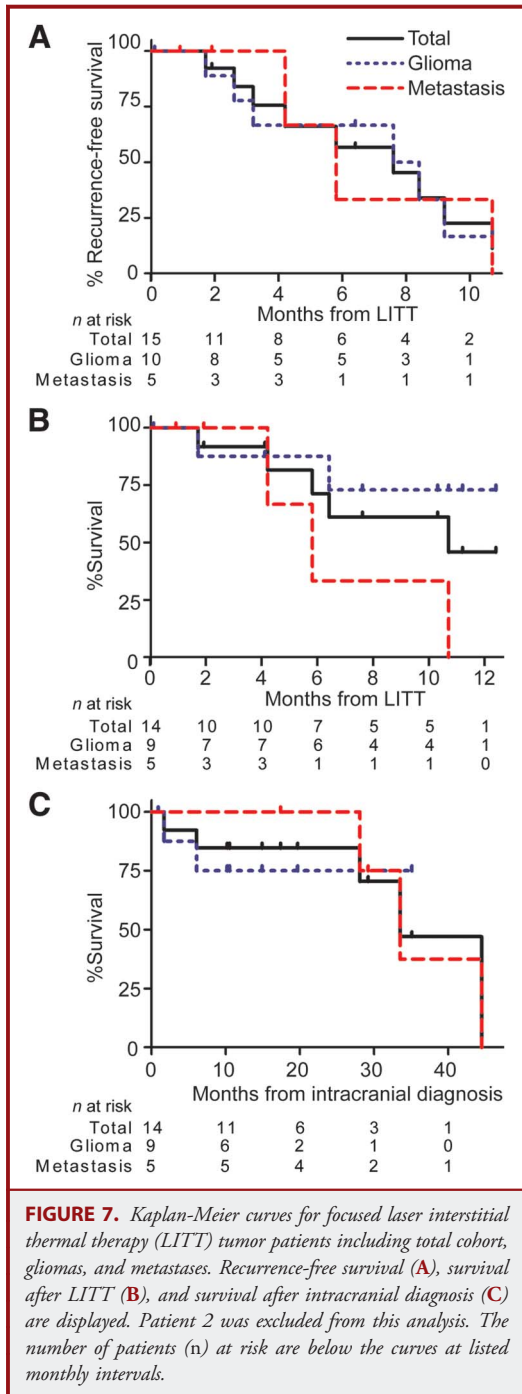 A
% Recurrence-free survival
100
75
50
25
0
Total
Glioma
Metastasis
0 2 4 6 8 10
Months from LITT
n at risk
Total 15 11 8 6 4 2
Glioma 10 8 5 5 3 1
Metastasis 5 3 3 1 1 1
B
%Survival
100
75
50
25
0
0 2 4 6 8 10 12
Months from LITT
n at risk
Total 14 10 10 7 5 5 1
Glioma 9 7 7 6 4 4 1
Metastasis 5 3 3 1 1 1 0
C
%Survival
100
75
50
25
0
0 10 20 30 40
Months from intracranial diagnosis
n at risk
Total 14 11 6 3 1
Glioma 9 6 2 1 0
Metastasis 5 5 4 2 1
FIGURE 7. Kaplan-Meier curves for focused laser interstitial
thermal therapy (LITT) tumor patients including total cohort,
gliomas, and metastases. Recurrence-free survival (A), survival
after LITT (B), and survival after intracranial diagnosis (C)
are displayed. Patient 2 was excluded from this analysis. The
number of patients (n) at risk are below the curves at listed
monthly intervals.